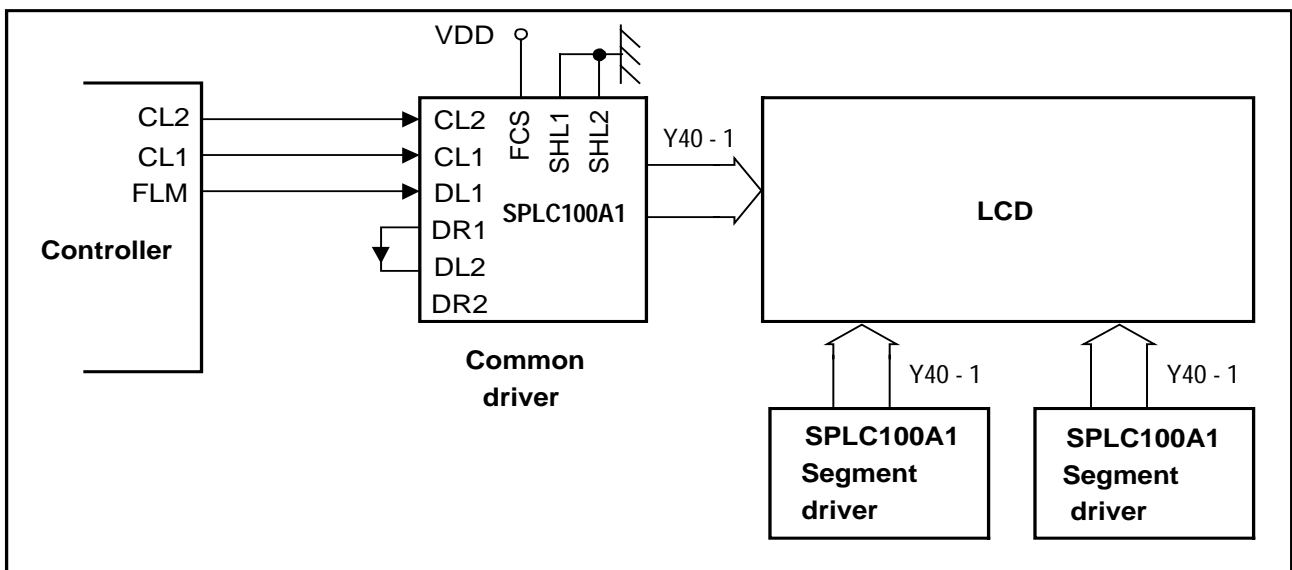 VDD
CL2
CL1
FLM
Controller
CL2
CL1
DL1
DR1
DL2
DR2
FCS
SHL1
SHL2
SPLC100A1
Common
driver
Y40 - 1
LCD
Y40 - 1
Y40 - 1
SPLC100A1
Segment
driver
SPLC100A1
Segment
driver